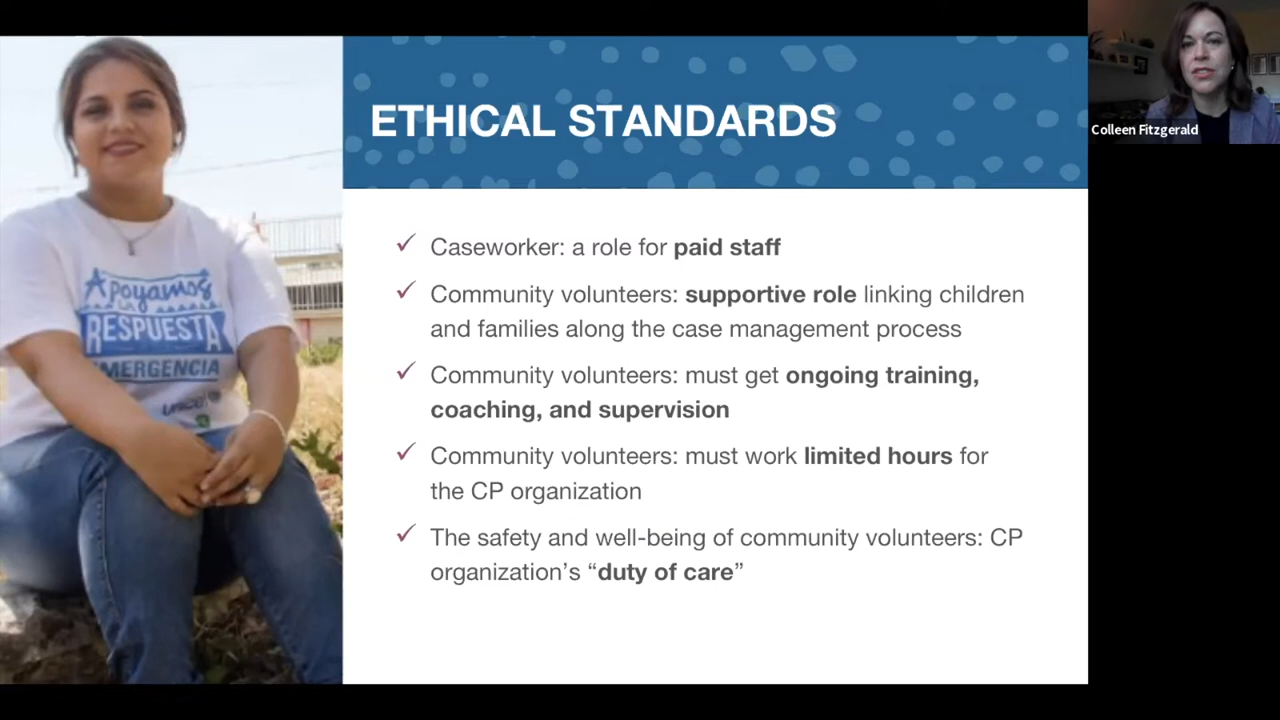 ETHICAL STANDARDS
Colleen Fitzgerald
Caseworker: a role for paid staff
Community volunteers: supportive role linking children
and families along the case management process
Community volunteers: must get ongoing training,
coaching, and supervision
Community volunteers: must work limited hours for
the CP organization
The safety and well-being of community volunteers: CP
organization’s “duty of care”
Apoyamos
LA
RESPUESTA
EMERGENCIA
unicef